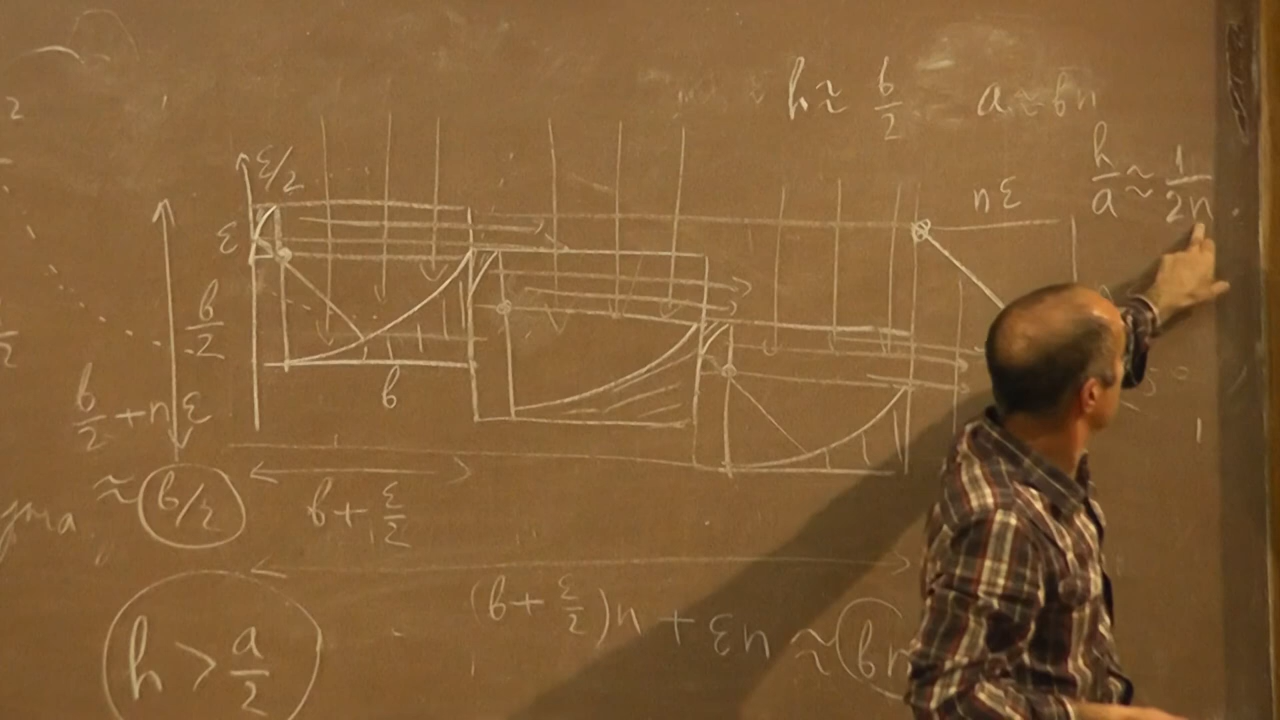 h ≈ b/2   a ≈ bn
h/a ≈ 1/2n
nε
ε/2
ε
b/2
b
b/2 + nε
≈ b/2
b + ε/2
(b + ε/2)n + εn ≈ bn
h > a/2